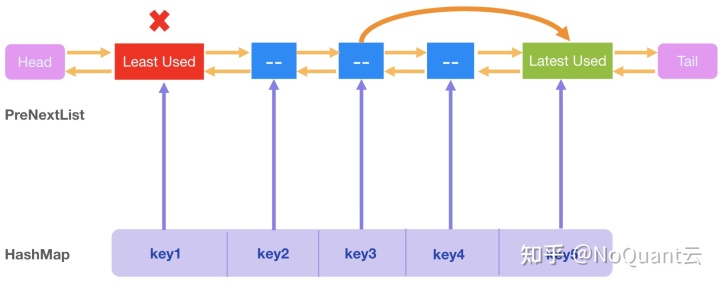 Head
Least Used
--
--
--
Latest Used
Tail
PreNextList
HashMap
key1
key2
key3
key4
key5
知乎 @NoQuant云